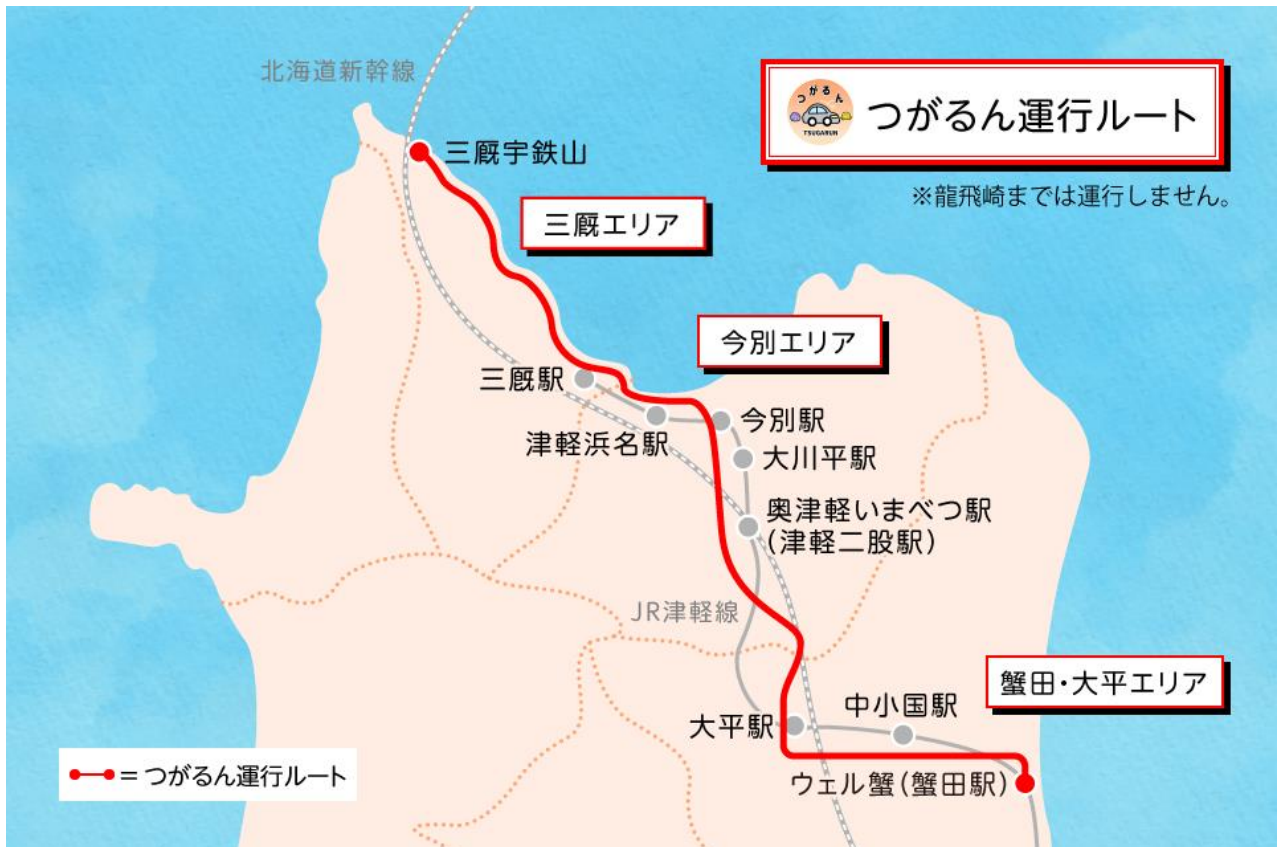 北海道新幹線
つがるん
TSUGARUN
つがるん運行ルート
※龍飛崎までは運行しません。
三厩宇鉄山
三厩エリア
今別エリア
三厩駅
津軽浜名駅
今別駅
大川平駅
奥津軽いまべつ駅
(津軽二股駅)
JR津軽線
蟹田・大平エリア
中小国駅
大平駅
ウェル蟹(蟹田駅)
=つがるん運行ルート